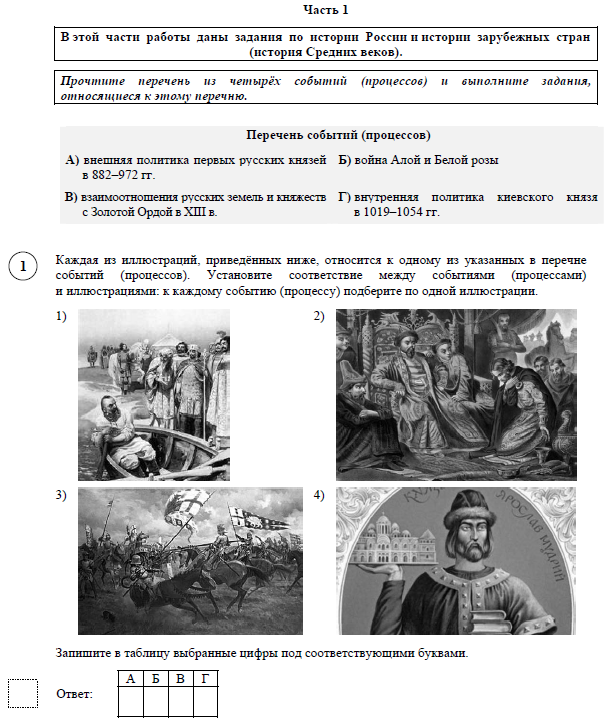 Часть 1
В этой части работы даны задания по истории России и истории зарубежных стран
(история Средних веков).
Прочтите перечень из четырёх событий (процессов) и выполните задания,
относящиеся к этому перечню.
Перечень событий (процессов)
А) внешняя политика первых русских князей
в 882–972 гг.
Б) война Алой и Белой розы
В) взаимоотношения русских земель и княжеств
с Золотой Ордой в XIII в.
Г) внутренняя политика киевского князя
в 1019–1054 гг.
1
Каждая из иллюстраций, приведённых ниже, относится к одному из указанных в перечне
событий (процессов). Установите соответствие между событиями (процессами)
и иллюстрациями: к каждому событию (процессу) подберите по одной иллюстрации.
1)
2)
3)
4)
ЯРОСЛАВ МУДРИЙ
Запишите в таблицу выбранные цифры под соответствующими буквами.
Ответ:
А Б В Г